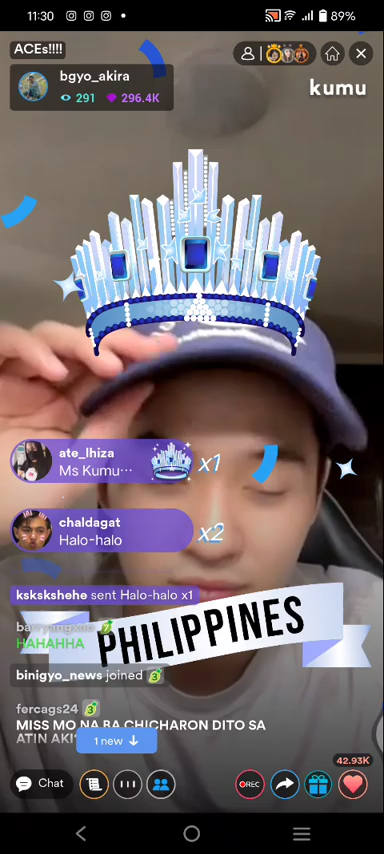 11:30
89%
ACEs!!!!
bgyo_akira
291 296.4K
kumu
ate_lhiza
Ms Kumu...
x1
chaldagat
Halo-halo
x2
kskskshehe sent Halo-halo x1
HAHAHHA
PHILIPPINES
binigyo_news joined
fercags24
MISS MO NA BA CHICHARON DITO SA
ATIN AKI
1 new
42.93K
Chat
REC